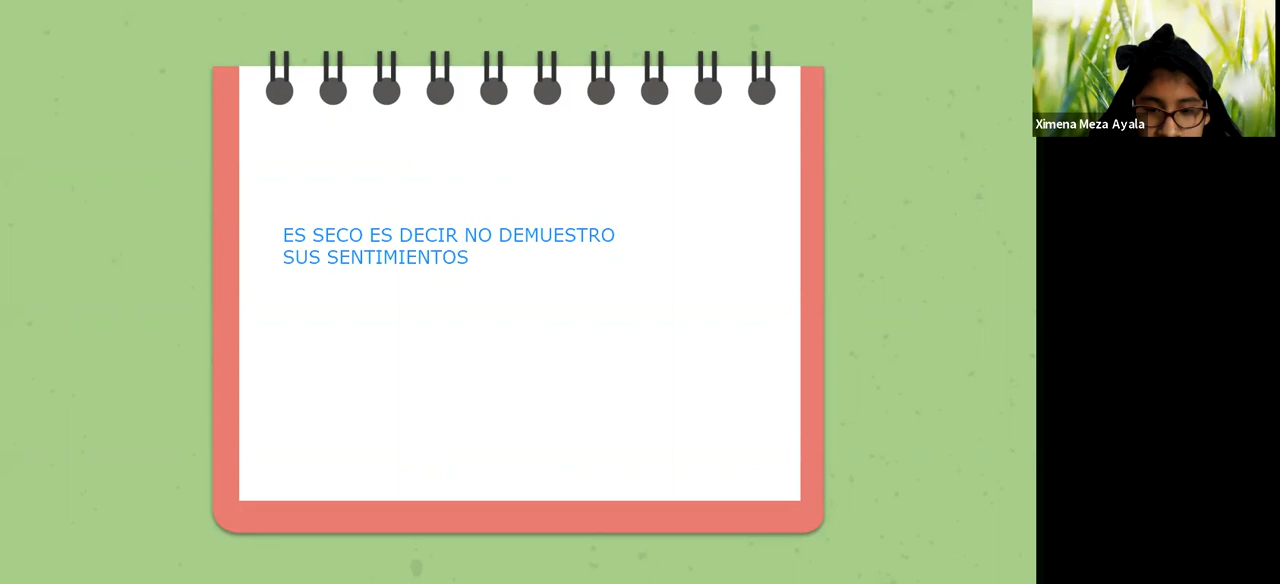 ES SECO ES DECIR NO DEMUESTRO
SUS SENTIMIENTOS
Ximena Meza Ayala